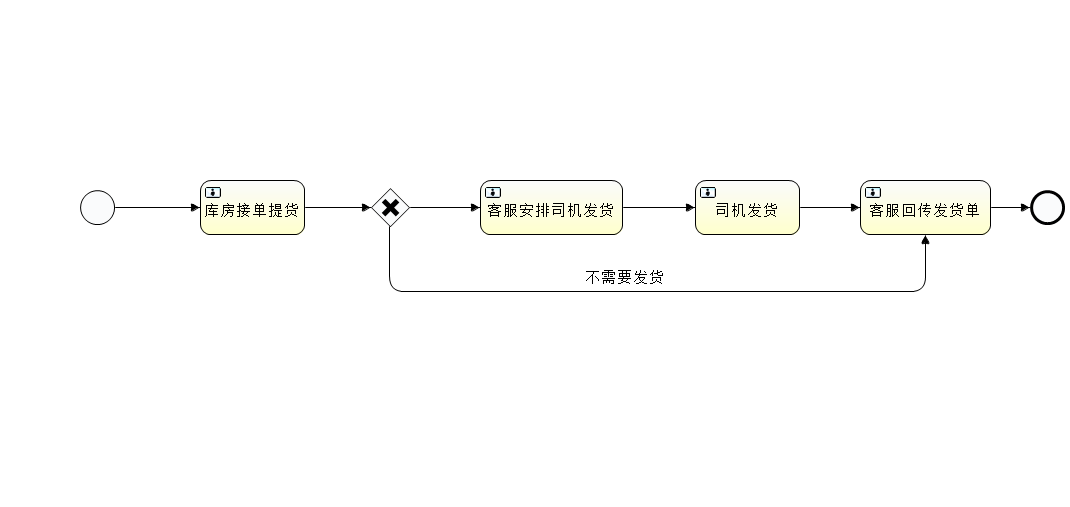 库房接单提货
客服安排司机发货
司机发货
客服回传发货单
不需要发货